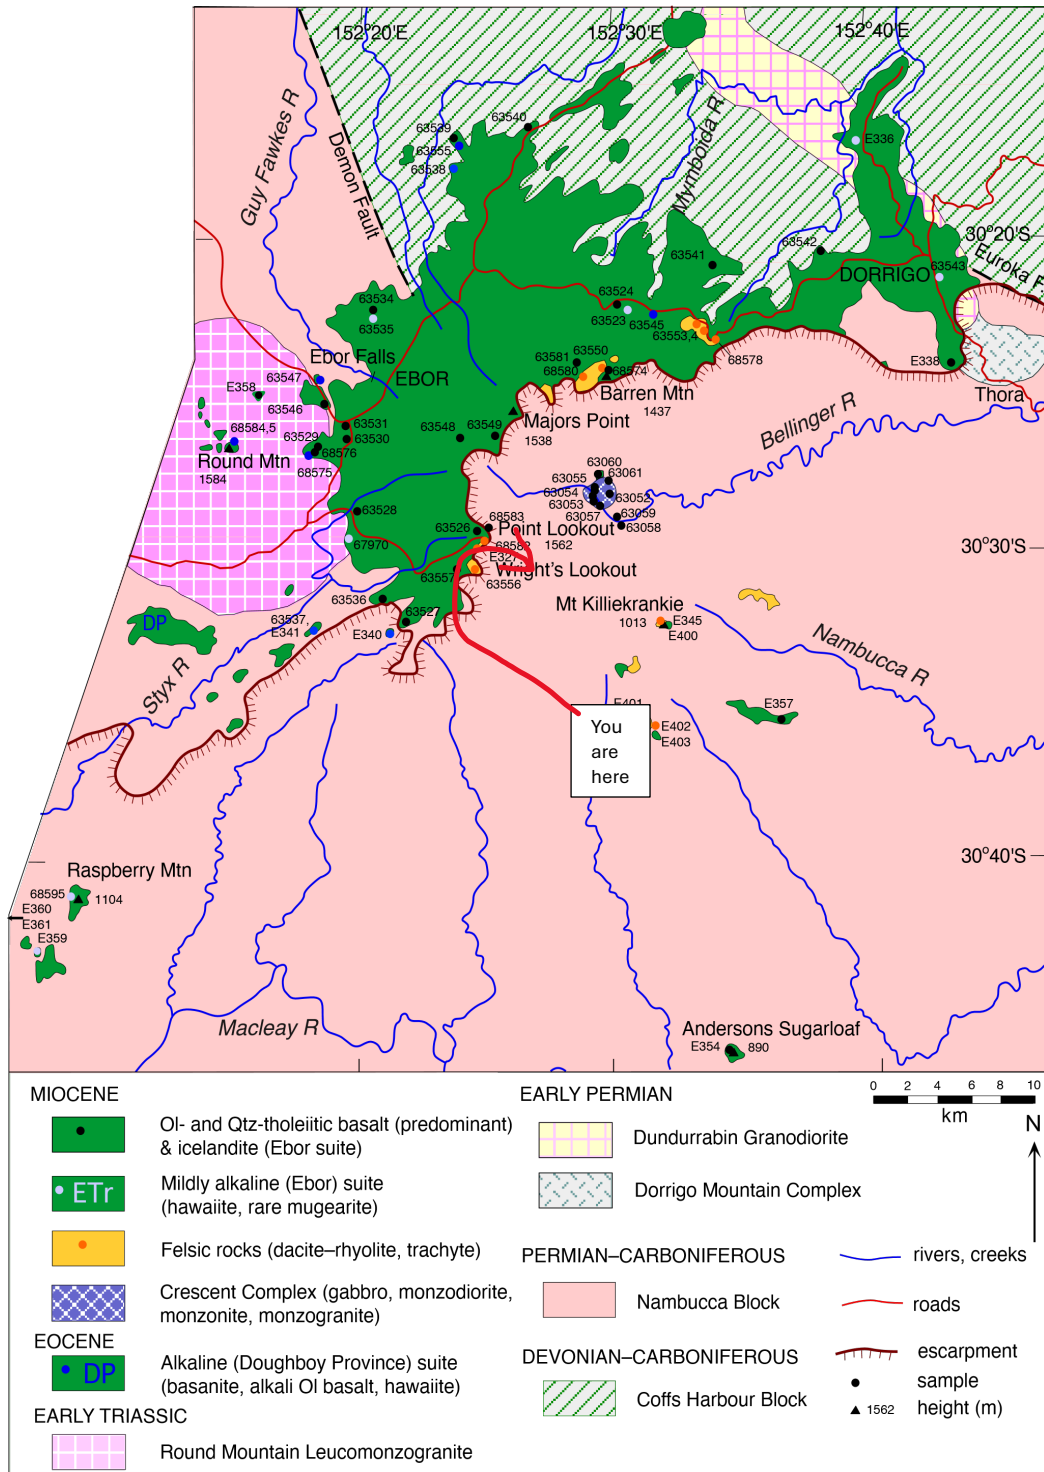 152°20'E
152°30'E
152°40'E
Guy Fawkes R
Demon Fault
63540
63539
63555
63538
Mymboida R
E336
30°20'S
Euroka F
63542
63541
DORRIGO
63543
63534
63535
63524
63523
63545
63553,4
68578
E338
Thora
Ebor Falls
EBOR
63547
E358
63546
63581
63550
68580
68574
Barren Mtn
1437
Majors Point
1538
Bellinger R
68584,5
63531
63529
63530
68576
68575
Round Mtn
1584
63548
63549
63060
63055
63061
63054
63052
63053
63057
63059
63058
63528
63526
68583
Point Lookout
68582
1562
67970
E327
Wright's Lookout
63557
63556
30°30'S
63536
63527
Mt Killiekrankie
1013
E345
E400
DP
63537,
E341
E340
Nambucca R
Styx R
E401
E357
E402
E403
You
are
here
30°40'S
Raspberry Mtn
68595
1104
E360
E361
E359
Macleay R
Andersons Sugarloaf
E354
890
MIOCENE
Ol- and Qtz-tholeiitic basalt (predominant)
& icelandite (Ebor suite)
ETr
Mildly alkaline (Ebor) suite
(hawaiite, rare mugearite)
Felsic rocks (dacite–rhyolite, trachyte)
Crescent Complex (gabbro, monzodiorite,
monzonite, monzogranite)
EOCENE
DP
Alkaline (Doughboy Province) suite
(basanite, alkali Ol basalt, hawaiite)
EARLY TRIASSIC
Round Mountain Leucomonzogranite
EARLY PERMIAN
Dundurrabin Granodiorite
Dorrigo Mountain Complex
PERMIAN–CARBONIFEROUS
Nambucca Block
DEVONIAN–CARBONIFEROUS
Coffs Harbour Block
0 2 4 6 8 10
km
N
rivers, creeks
roads
escarpment
sample
1562 height (m)